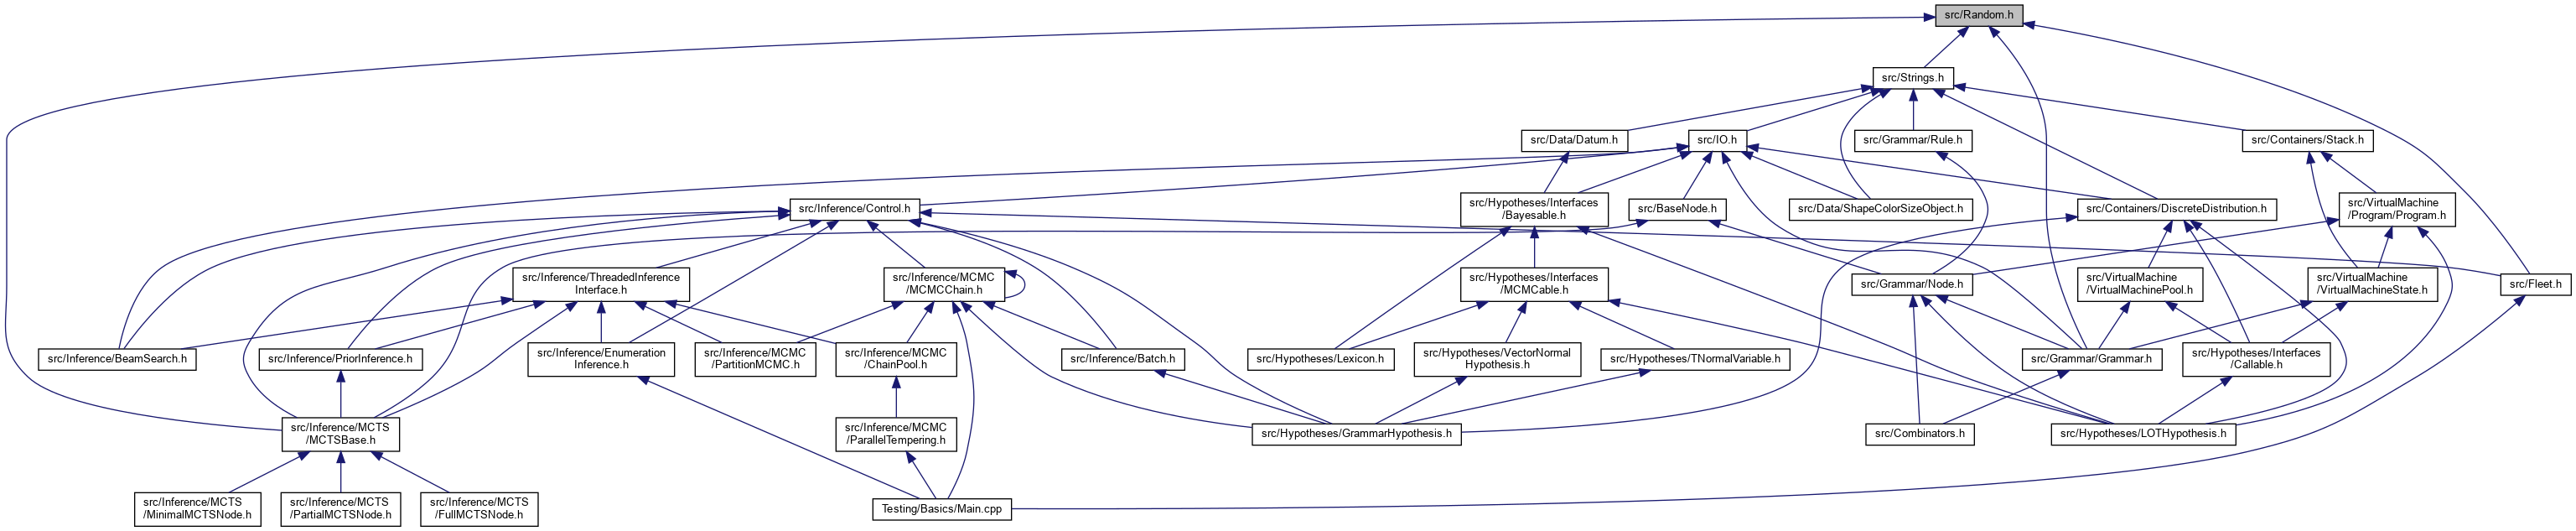 src/Random.h
src/Strings.h
src/Data/Datum.h
src/IO.h
src/Grammar/Rule.h
src/Containers/Stack.h
src/Inference/Control.h
src/Hypotheses/Interfaces
/Bayesable.h
src/BaseNode.h
src/Data/ShapeColorSizeObject.h
src/Containers/DiscreteDistribution.h
src/VirtualMachine
/Program/Program.h
src/Inference/ThreadedInference
Interface.h
src/Inference/MCMC
/MCMCChain.h
src/Hypotheses/Interfaces
/MCMCable.h
src/Grammar/Node.h
src/VirtualMachine
/VirtualMachinePool.h
src/VirtualMachine
/VirtualMachineState.h
src/Fleet.h
src/Inference/BeamSearch.h
src/Inference/PriorInference.h
src/Inference/Enumeration
Inference.h
src/Inference/MCMC
/PartitionMCMC.h
src/Inference/MCMC
/ChainPool.h
src/Inference/Batch.h
src/Hypotheses/Lexicon.h
src/Hypotheses/VectorNormal
Hypothesis.h
src/Hypotheses/TNormalVariable.h
src/Grammar/Grammar.h
src/Hypotheses/Interfaces
/Callable.h
src/Inference/MCTS
/MCTSBase.h
src/Inference/MCMC
/ParallelTempering.h
src/Hypotheses/GrammarHypothesis.h
src/Combinators.h
src/Hypotheses/LOTHypothesis.h
src/Inference/MCTS
/MinimalMCTSNode.h
src/Inference/MCTS
/PartialMCTSNode.h
src/Inference/MCTS
/FullMCTSNode.h
Testing/Basics/Main.cpp